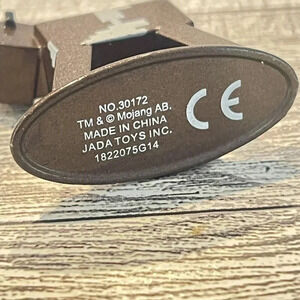 NO.30172
TM & © Mojang AB.
MADE IN CHINA
JADA TOYS INC.
1822075G14
CE